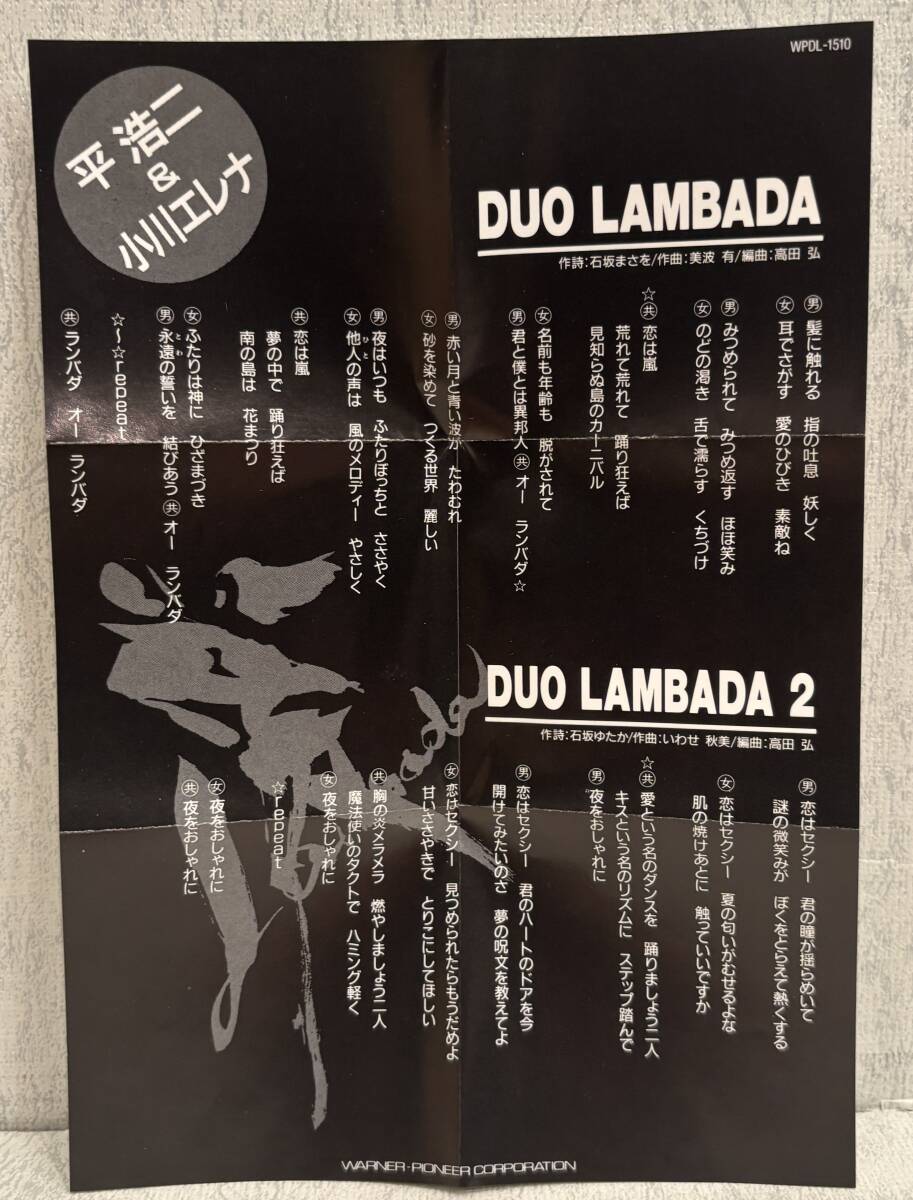 WPDL-1510
平 浩二
&
小川エレナ
DUO LAMBADA
作詩:石坂まさを/作曲:美波 有/編曲:高田 弘
男 髪に触れる 指の吐息 妖しく
女 耳でさがす 愛のひびき 素敵ね
男 みつめられて みつめ返す ほほ笑み
女 のどの渇き 舌で濡らす くちづけ
☆共 恋は嵐
荒れて荒れて 踊り狂えば
見知らぬ島のカーニバル
女 名前も年齢も 脱がされて
男 君と僕とは異邦人 共 オー ランバダ☆
男 赤い月と青い波が たわむれ
女 砂を染めて つくる世界 麗しい
男 夜はいつも ふたりぼっちと ささやく
女 他人の声は 風のメロディー やさしく
ひと
共 恋は嵐
夢の中で 踊り狂えば
南の島は 花まつり
女 ふたりは神に ひざまづき
男 永遠の誓いを 結びあう 共 オー ランバダ
とわ
☆〜☆repeat
共 ランバダ オー ランバダ
DUO LAMBADA 2
作詩:石坂ゆたか/作曲:いわせ 秋美/編曲:高田 弘
男 恋はセクシー 君の瞳が揺らめいて
謎の微笑みが ぼくをとらえて熱くする
女 恋はセクシー 夏の匂いがむせるよな
肌の焼けあとに 触っていいですか
☆共 愛という名のダンスを 踊りましょう二人
キスという名のリズムに ステップ踏んで
男 夜をおしゃれに
男 恋はセクシー 君のハートのドアを今
開けてみたいのさ 夢の呪文を教えてよ
女 恋はセクシー 見つめられたらもうだめよ
甘いささやきで とりこにしてほしい
共 胸の炎メラメラ 燃やしましょう二人
魔法使いのタクトで ハミング軽く
女 夜をおしゃれに
☆repeat
女 夜をおしゃれに
共 夜をおしゃれに
WARNER-PIONEER CORPORATION